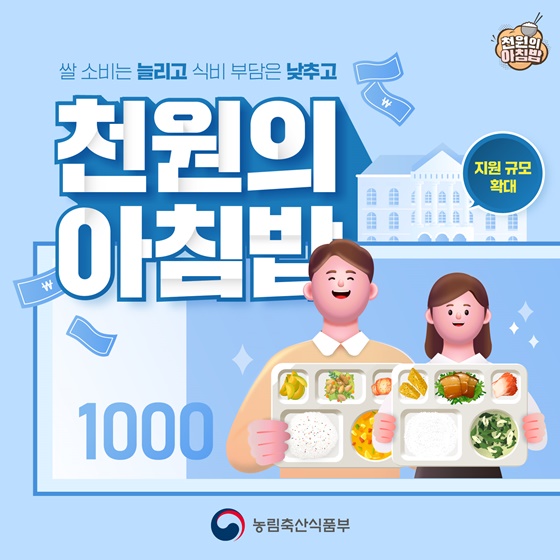 천원의
아침밥
쌀 소비는 늘리고 식비 부담은 낮추고
천원의
아침밥
지원 규모
확대
₩
₩
1000
농림축산식품부